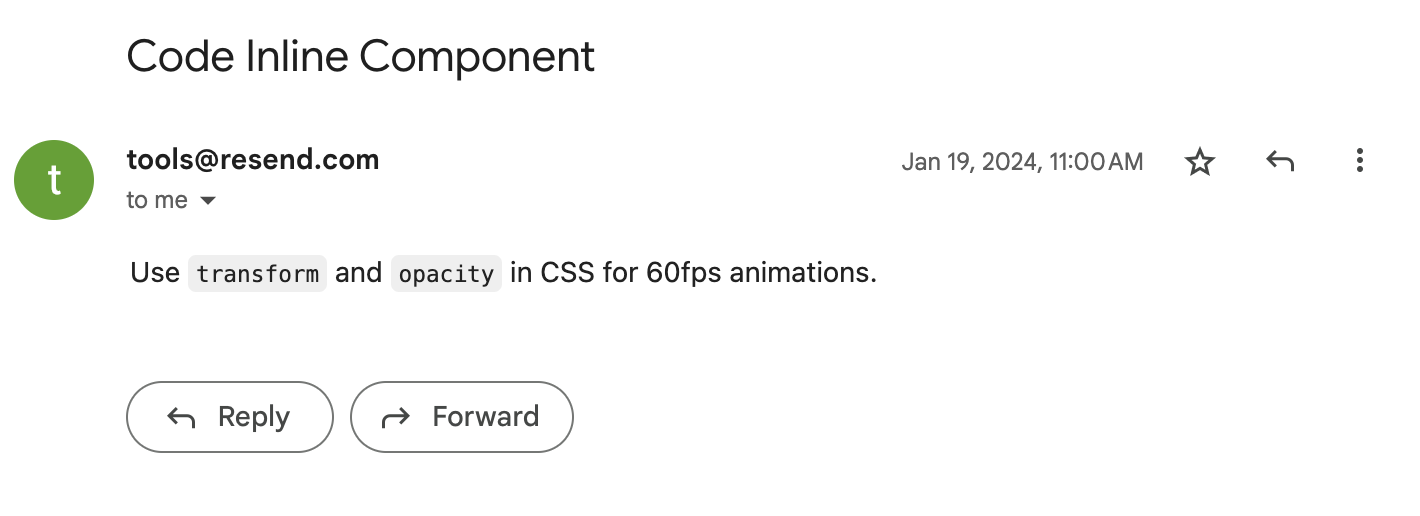 Code Inline Component
t
tools@resend.com
Jan 19, 2024, 11:00 AM
to me
Use transform and opacity in CSS for 60fps animations.
Reply
Forward